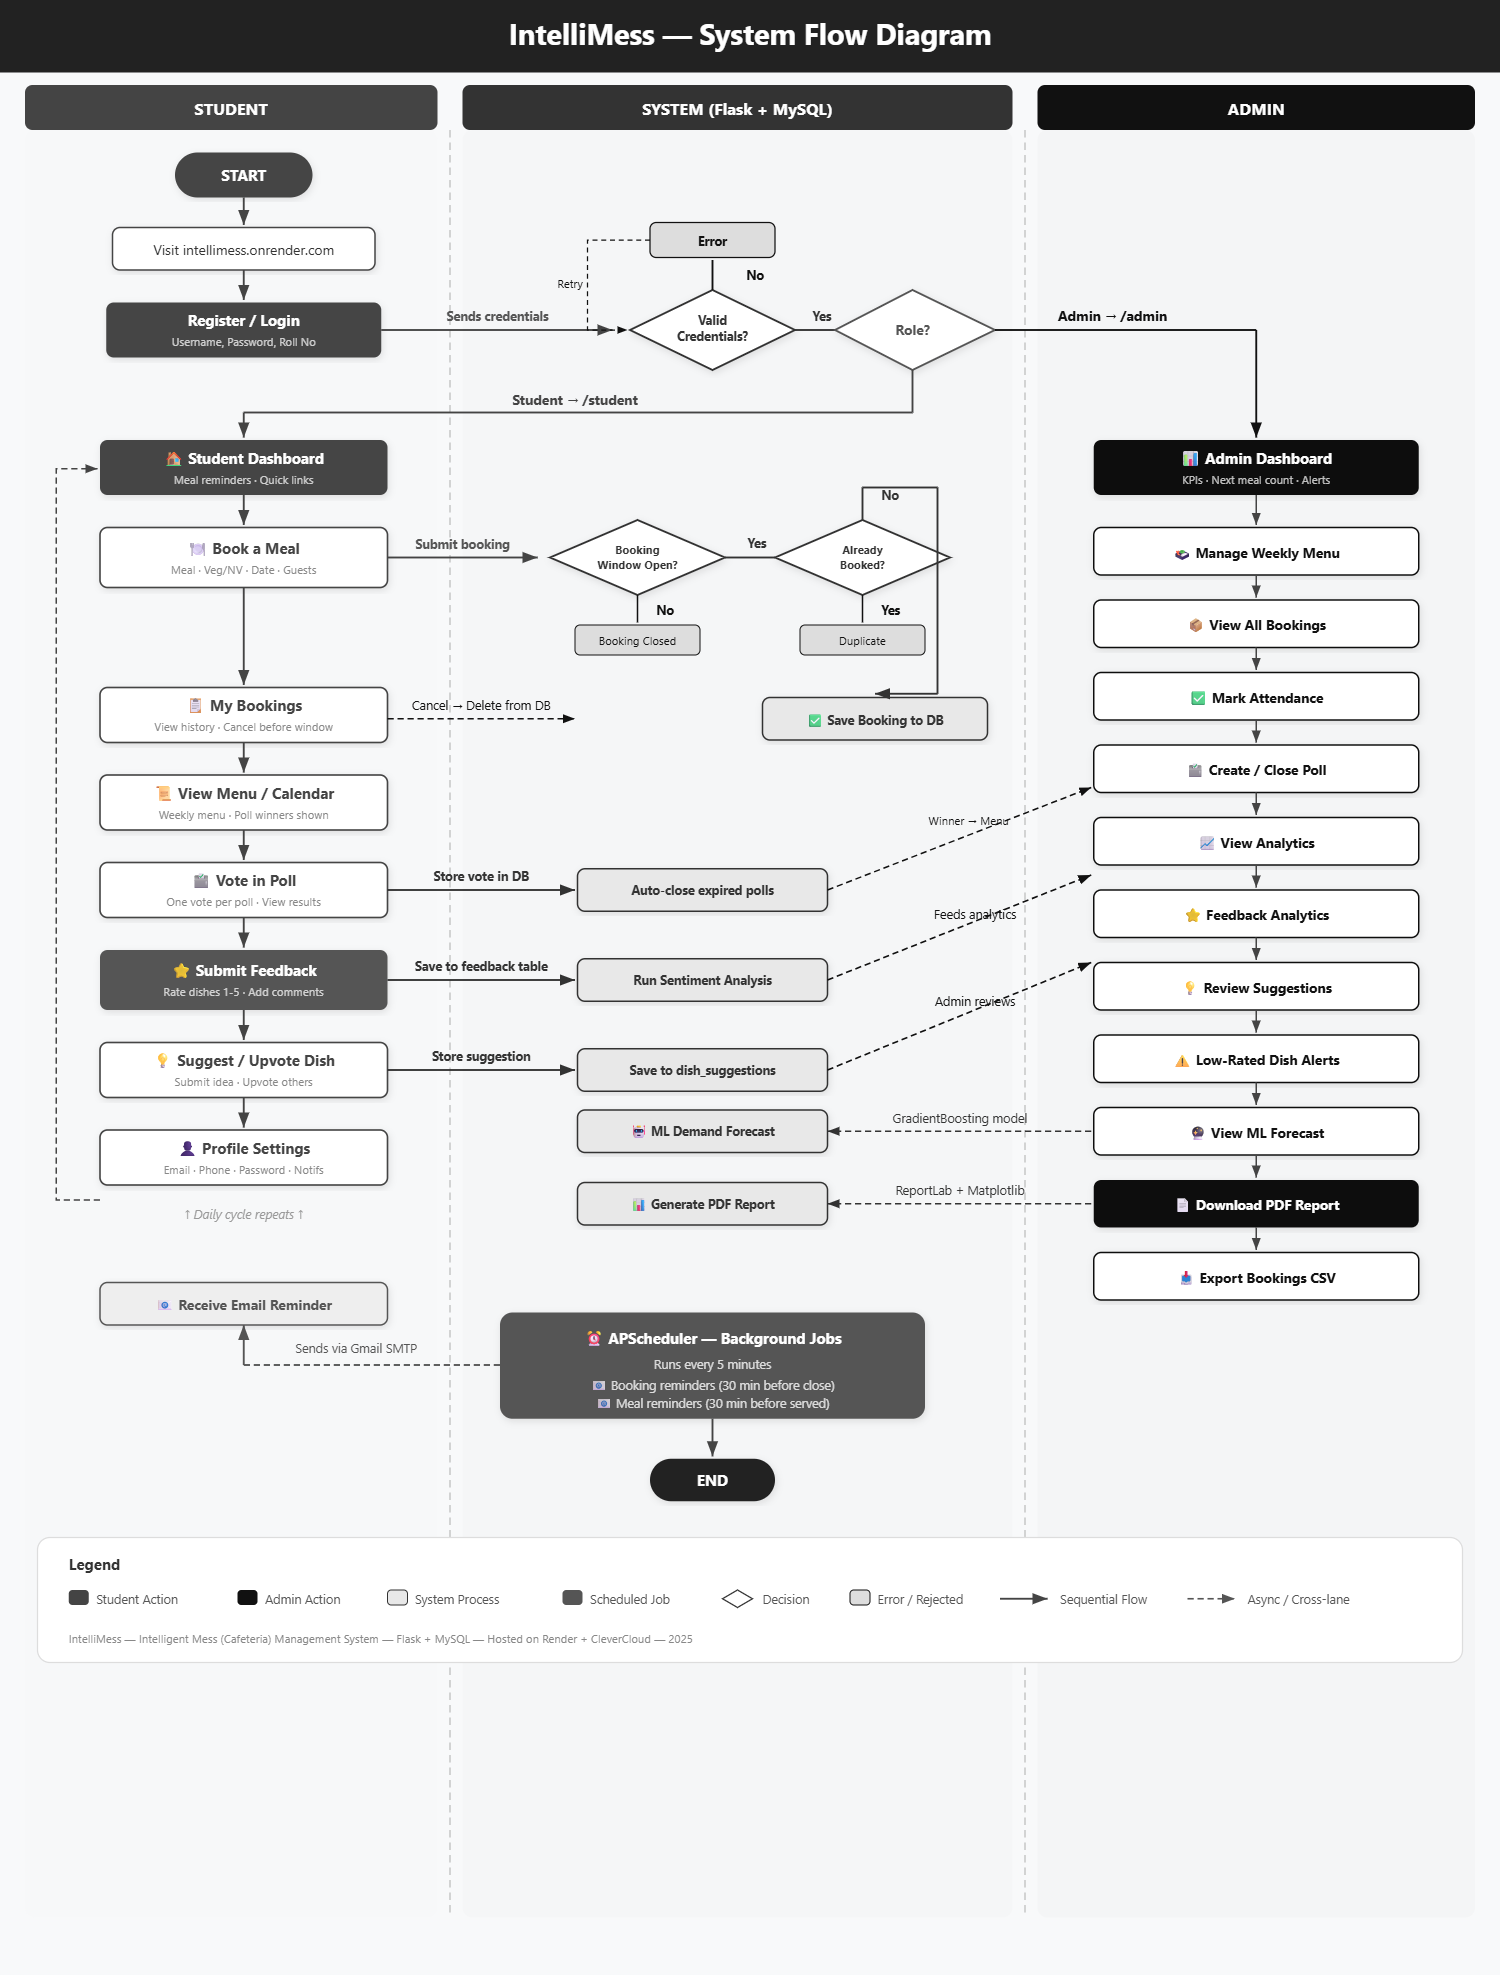 IntelliMess — System Flow Diagram
STUDENT
SYSTEM (Flask + MySQL)
ADMIN
START
Visit intellimess.onrender.com
Error
No
Retry
Register / Login
Username, Password, Roll No
Sends credentials
Valid
Credentials?
Yes
Role?
Admin → /admin
Student → /student
Student Dashboard
Meal reminders · Quick links
Admin Dashboard
KPIs · Next meal count · Alerts
Book a Meal
Meal · Veg/NV · Date · Guests
Submit booking
Booking
Window Open?
Yes
No
Already
Booked?
No
Yes
Booking Closed
Duplicate
Manage Weekly Menu
View All Bookings
My Bookings
View history · Cancel before window
Cancel → Delete from DB
Save Booking to DB
Mark Attendance
View Menu / Calendar
Weekly menu · Poll winners shown
Create / Close Poll
Winner → Menu
View Analytics
Vote in Poll
One vote per poll · View results
Store vote in DB
Auto-close expired polls
Feeds analytics
Feedback Analytics
Submit Feedback
Rate dishes 1-5 · Add comments
Save to feedback table
Run Sentiment Analysis
Admin reviews
Review Suggestions
Suggest / Upvote Dish
Submit idea · Upvote others
Store suggestion
Save to dish_suggestions
Low-Rated Dish Alerts
ML Demand Forecast
GradientBoosting model
View ML Forecast
Profile Settings
Email · Phone · Password · Notifs
Generate PDF Report
ReportLab + Matplotlib
Download PDF Report
↑ Daily cycle repeats ↑
Export Bookings CSV
Receive Email Reminder
Sends via Gmail SMTP
APScheduler — Background Jobs
Runs every 5 minutes
Booking reminders (30 min before close)
Meal reminders (30 min before served)
END
Legend
Student Action
Admin Action
System Process
Scheduled Job
Decision
Error / Rejected
Sequential Flow
Async / Cross-lane
IntelliMess — Intelligent Mess (Cafeteria) Management System — Flask + MySQL — Hosted on Render + CleverCloud — 2025